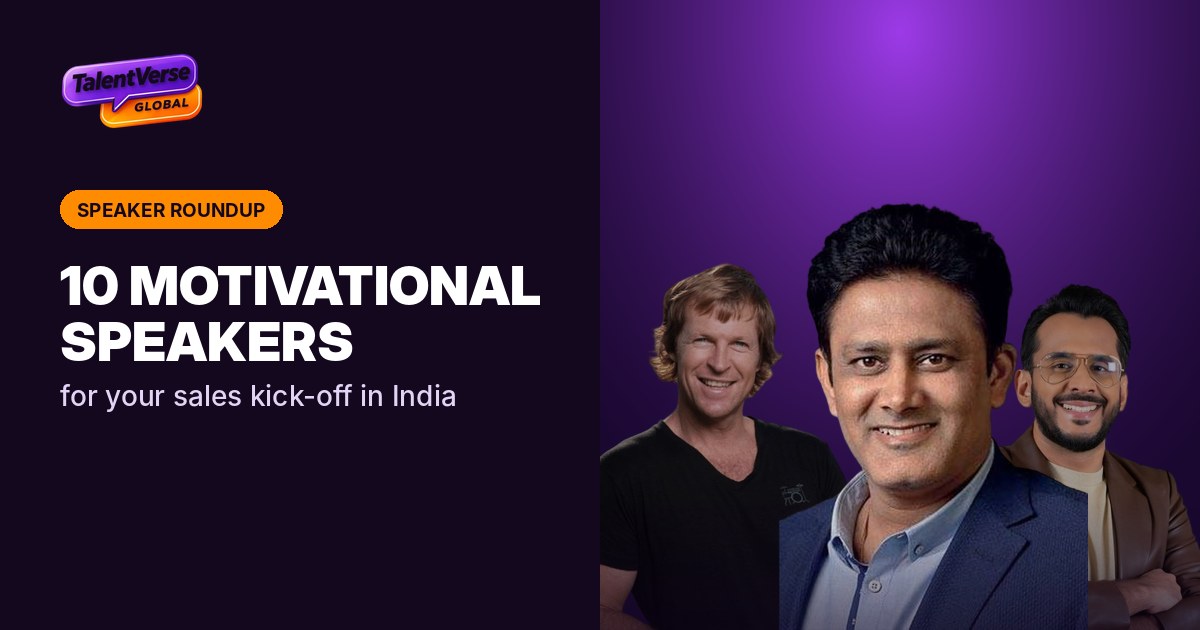 TalentVerse
GLOBAL
SPEAKER ROUNDUP
10 MOTIVATIONAL
SPEAKERS
for your sales kick-off in India